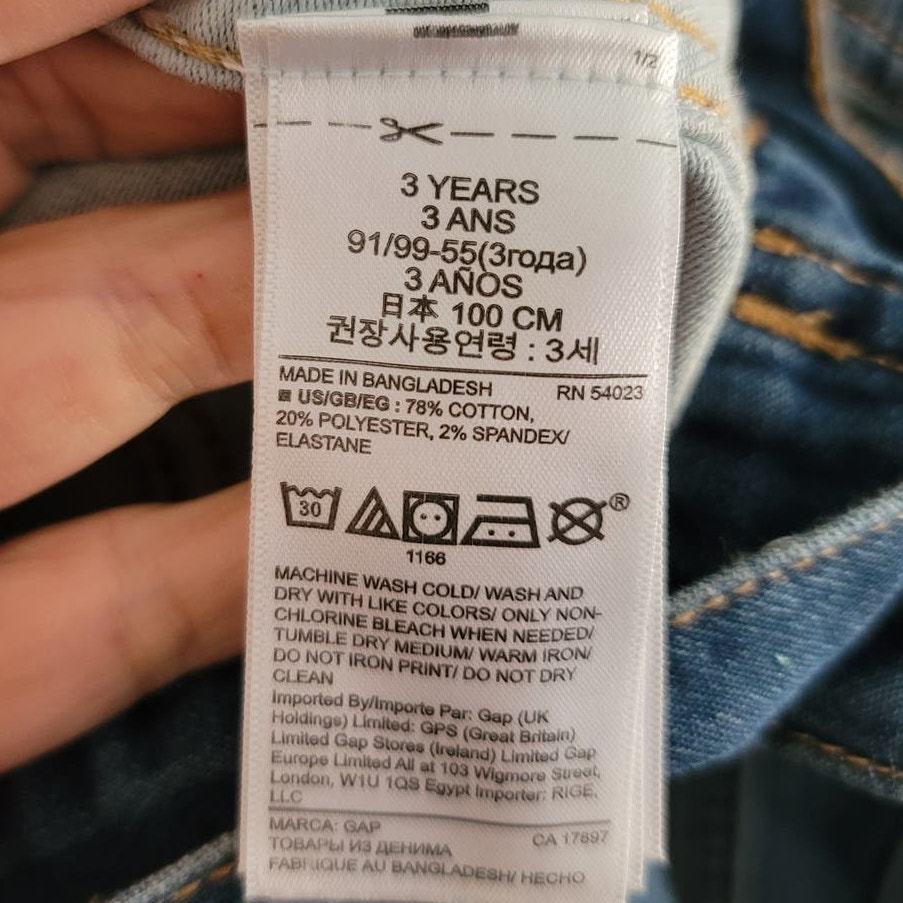 1/2
3 YEARS
3 ANS
91/99-55(3года)
3 AÑOS
日本 100 CM
권장사용연령 : 3세
MADE IN BANGLADESH RN 54023
US/GB/EG : 78% COTTON,
20% POLYESTER, 2% SPANDEX/
ELASTANE
30 ®
1166
MACHINE WASH COLD/ WASH AND
DRY WITH LIKE COLORS/ ONLY NON-
CHLORINE BLEACH WHEN NEEDED/
TUMBLE DRY MEDIUM/ WARM IRON/
DO NOT IRON PRINT/ DO NOT DRY
CLEAN
Imported By/Importe Par: Gap (UK
Holdings) Limited: GPS (Great Britain)
Limited Gap Stores (Ireland) Limited Gap
Europe Limited All at 103 Wigmore Street,
London, W1U 1QS Egypt Importer: RIGE,
LLC
MARCA: GAP CA 17897
ТОВАРЫ ИЗ ДЕНИМА
FABRIQUE AU BANGLADESH/ HECHO